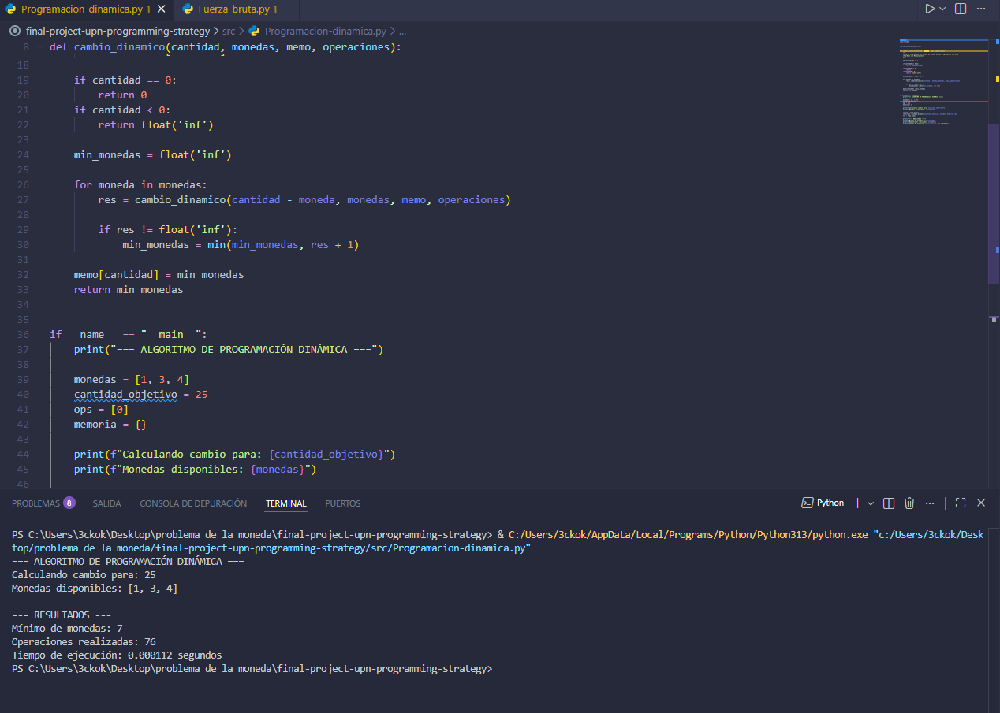 Programacion-dinamica.py 1
Fuerza-bruta.py 1
final-project-upn-programming-strategy > src > Programacion-dinamica.py > ...
8 def cambio_dinamico(cantidad, monedas, memo, operaciones):
18
19 if cantidad == 0:
20 return 0
21 if cantidad < 0:
22 return float('inf')
23
24 min_monedas = float('inf')
25
26 for moneda in monedas:
27 res = cambio_dinamico(cantidad - moneda, monedas, memo, operaciones)
28
29 if res != float('inf'):
30 min_monedas = min(min_monedas, res + 1)
31
32 memo[cantidad] = min_monedas
33 return min_monedas
34
35
36 if __name__ == "__main__":
37 print("=== ALGORITMO DE PROGRAMACIÓN DINÁMICA ===")
38
39 monedas = [1, 3, 4]
40 cantidad_objetivo = 25
41 ops = [0]
42 memoria = {}
43
44 print(f"Calculando cambio para: {cantidad_objetivo}")
45 print(f"Monedas disponibles: {monedas}")
46
PROBLEMAS 8 SALIDA CONSOLA DE DEPURACIÓN TERMINAL PUERTOS Python
PS C:\Users\3ckok\Desktop\problema de la moneda\final-project-upn-programming-strategy> & C:/Users/3ckok/AppData/Local/Programs/Python/Python313/python.exe "c:/Users/3ckok/Desk
top/problema de la moneda/final-project-upn-programming-strategy/src/Programacion-dinamica.py"
=== ALGORITMO DE PROGRAMACIÓN DINÁMICA ===
Calculando cambio para: 25
Monedas disponibles: [1, 3, 4]
--- RESULTADOS ---
Mínimo de monedas: 7
Operaciones realizadas: 76
Tiempo de ejecución: 0.000112 segundos
PS C:\Users\3ckok\Desktop\problema de la moneda\final-project-upn-programming-strategy>